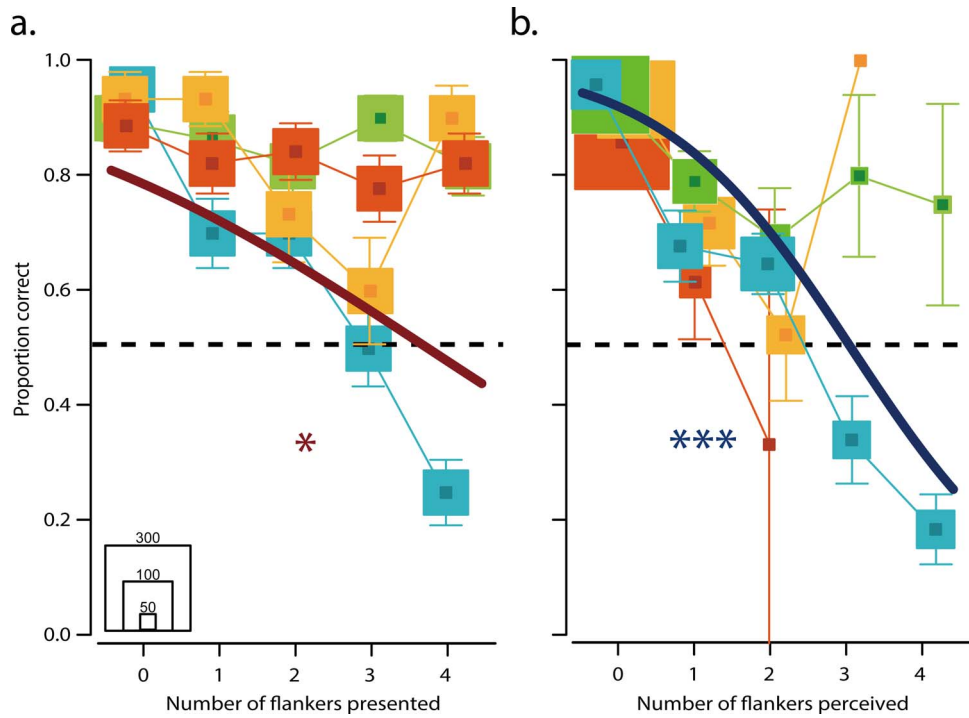 a.
1.0
0.8
0.6
0.4
0.2
0.0
Proportion correct
*
300
100
50
0 1 2 3 4
Number of flankers presented
b.
***
0 1 2 3 4
Number of flankers perceived